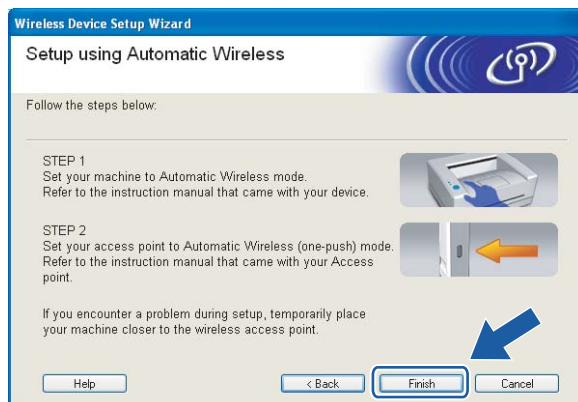 Wireless Device Setup Wizard
Setup using Automatic Wireless
Follow the steps below:
STEP 1
Set your machine to Automatic Wireless mode.
Refer to the instruction manual that came with your device.
STEP 2
Set your access point to Automatic Wireless (one-push) mode.
Refer to the instruction manual that came with your Access
point.
If you encounter a problem during setup, temporarily place
your machine closer to the wireless access point.
Help
< Back
Finish
Cancel